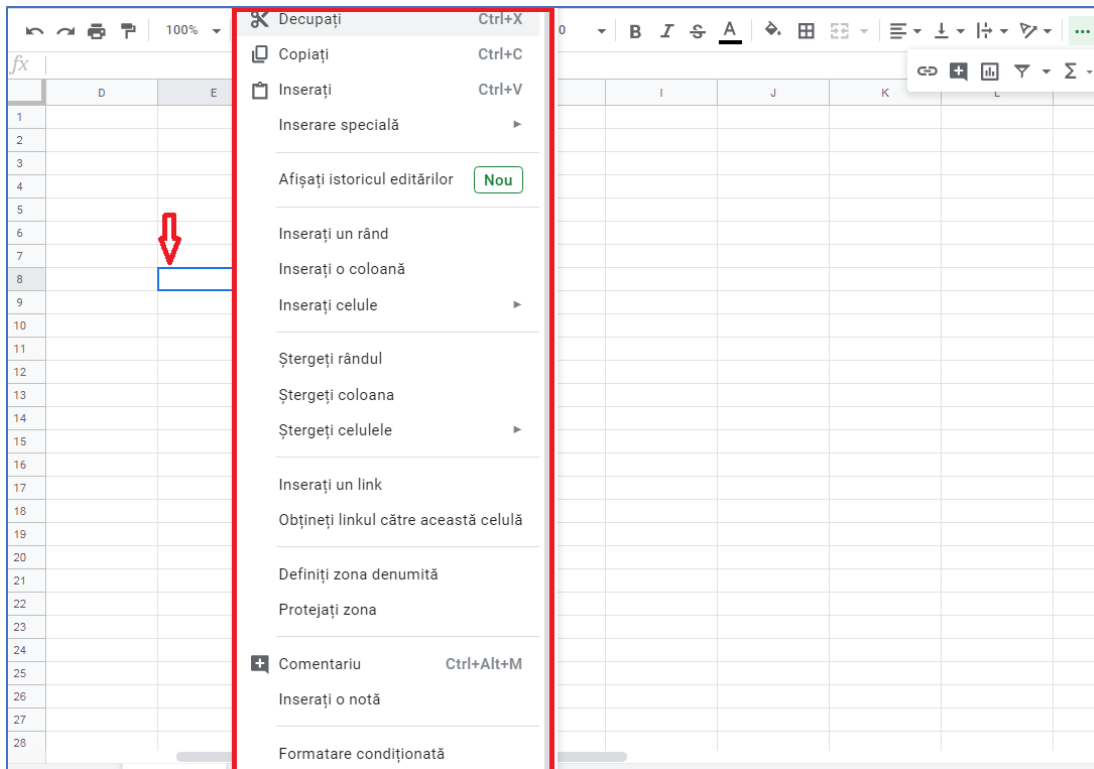 100% 0 B I S A
fx
D E I J K L
Decupați Ctrl+X
Copiați Ctrl+C
Inserați Ctrl+V
Inserare specială
Afișați istoricul editărilor Nou
Inserați un rând
Inserați o coloană
Inserați celule
Ștergeți rândul
Ștergeți coloana
Ștergeți celulele
Inserați un link
Obțineți linkul către această celulă
Definiți zona denumită
Protejați zona
Comentariu Ctrl+Alt+M
Inserați o notă
Formatare condiționată
1
2
3
4
5
6
7
8
9
10
11
12
13
14
15
16
17
18
19
20
21
22
23
24
25
26
27
28